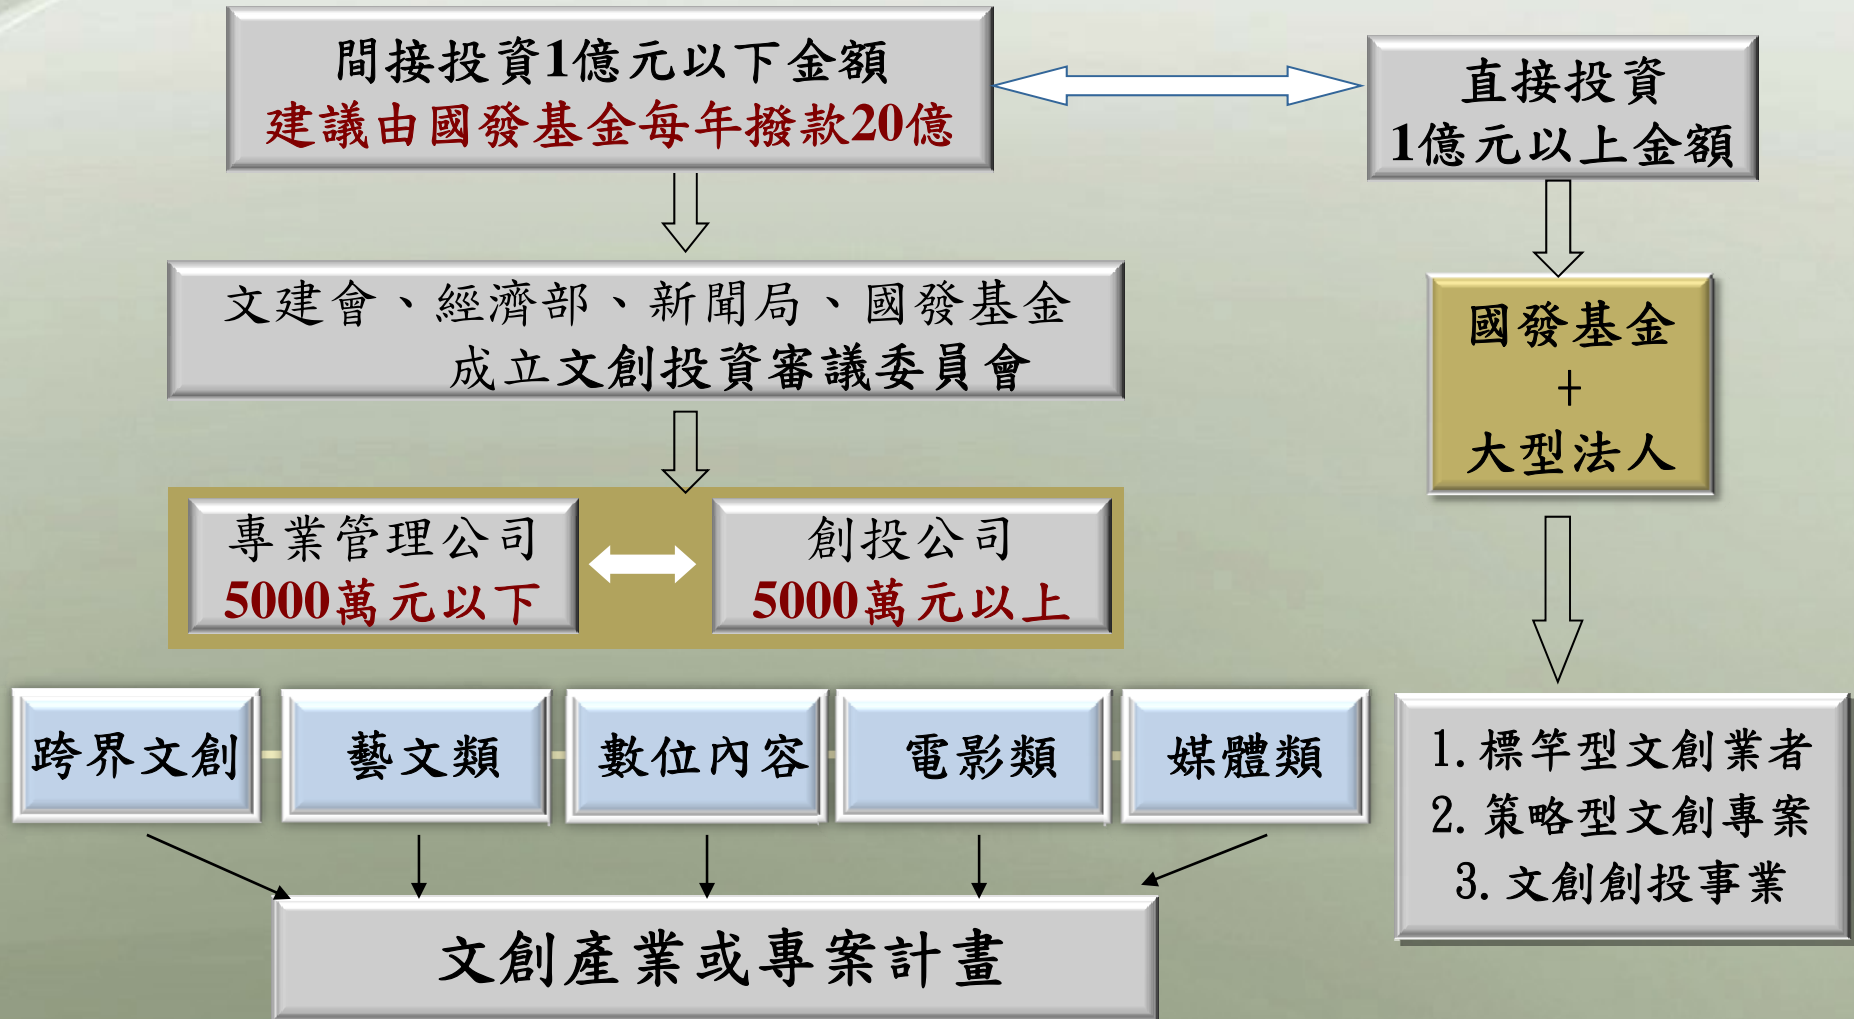 間接投資1億元以下金額
建議由國發基金每年撥款20億
直接投資
1億元以上金額
文建會、經濟部、新聞局、國發基金
成立文創投資審議委員會
國發基金
+
大型法人
專業管理公司
5000萬元以下
創投公司
5000萬元以上
跨界文創
藝文類
數位內容
電影類
媒體類
1.標竿型文創業者
2.策略型文創專案
3.文創創投事業
文創產業或專案計畫